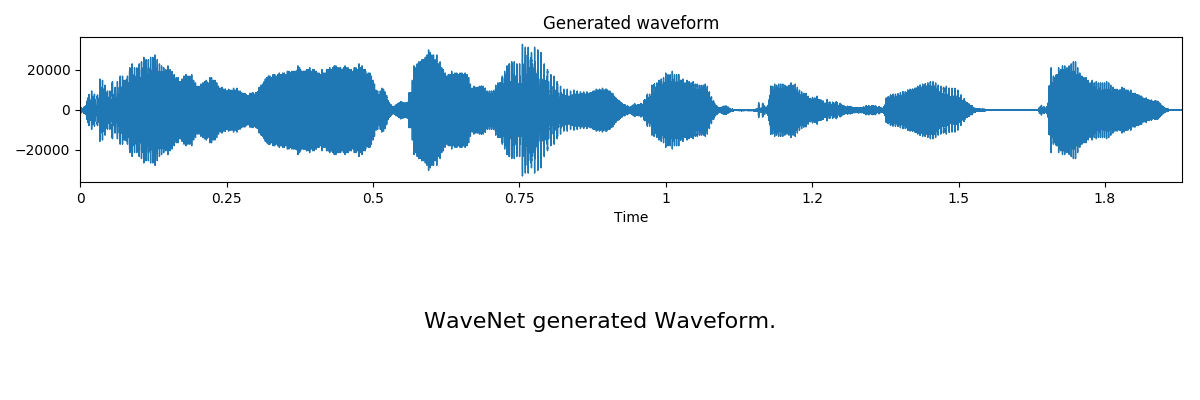 Generated waveform
20000
0
−20000
0 0.25 0.5 0.75 1 1.2 1.5 1.8
Time
WaveNet generated Waveform.